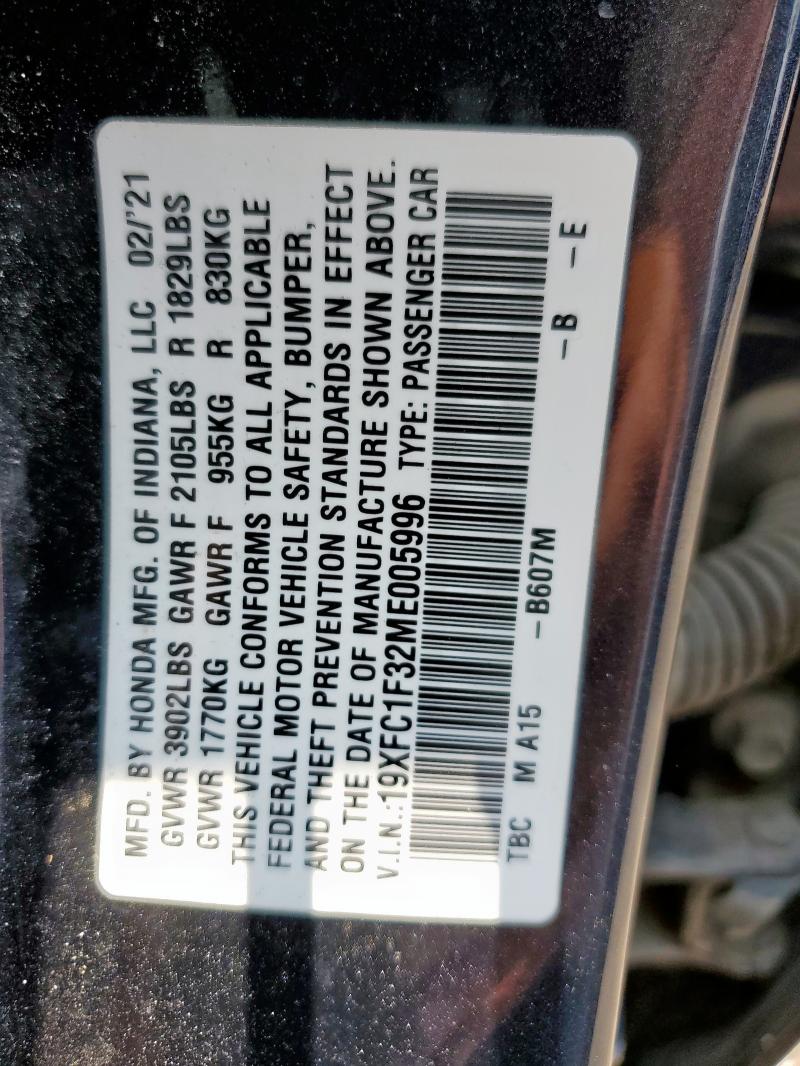 MFD. BY HONDA MFG. OF INDIANA, LLC 02/'21
GVWR 3902LBS GAWR F 2105LBS R 1829LBS
GVWR 1770KG GAWR F 955KG R 830KG
THIS VEHICLE CONFORMS TO ALL APPLICABLE
FEDERAL MOTOR VEHICLE SAFETY, BUMPER,
AND THEFT PREVENTION STANDARDS IN EFFECT
ON THE DATE OF MANUFACTURE SHOWN ABOVE.
V.I.N.:19XFC1F32ME005996 TYPE: PASSENGER CAR
TBC M A15 -B607M -B -E